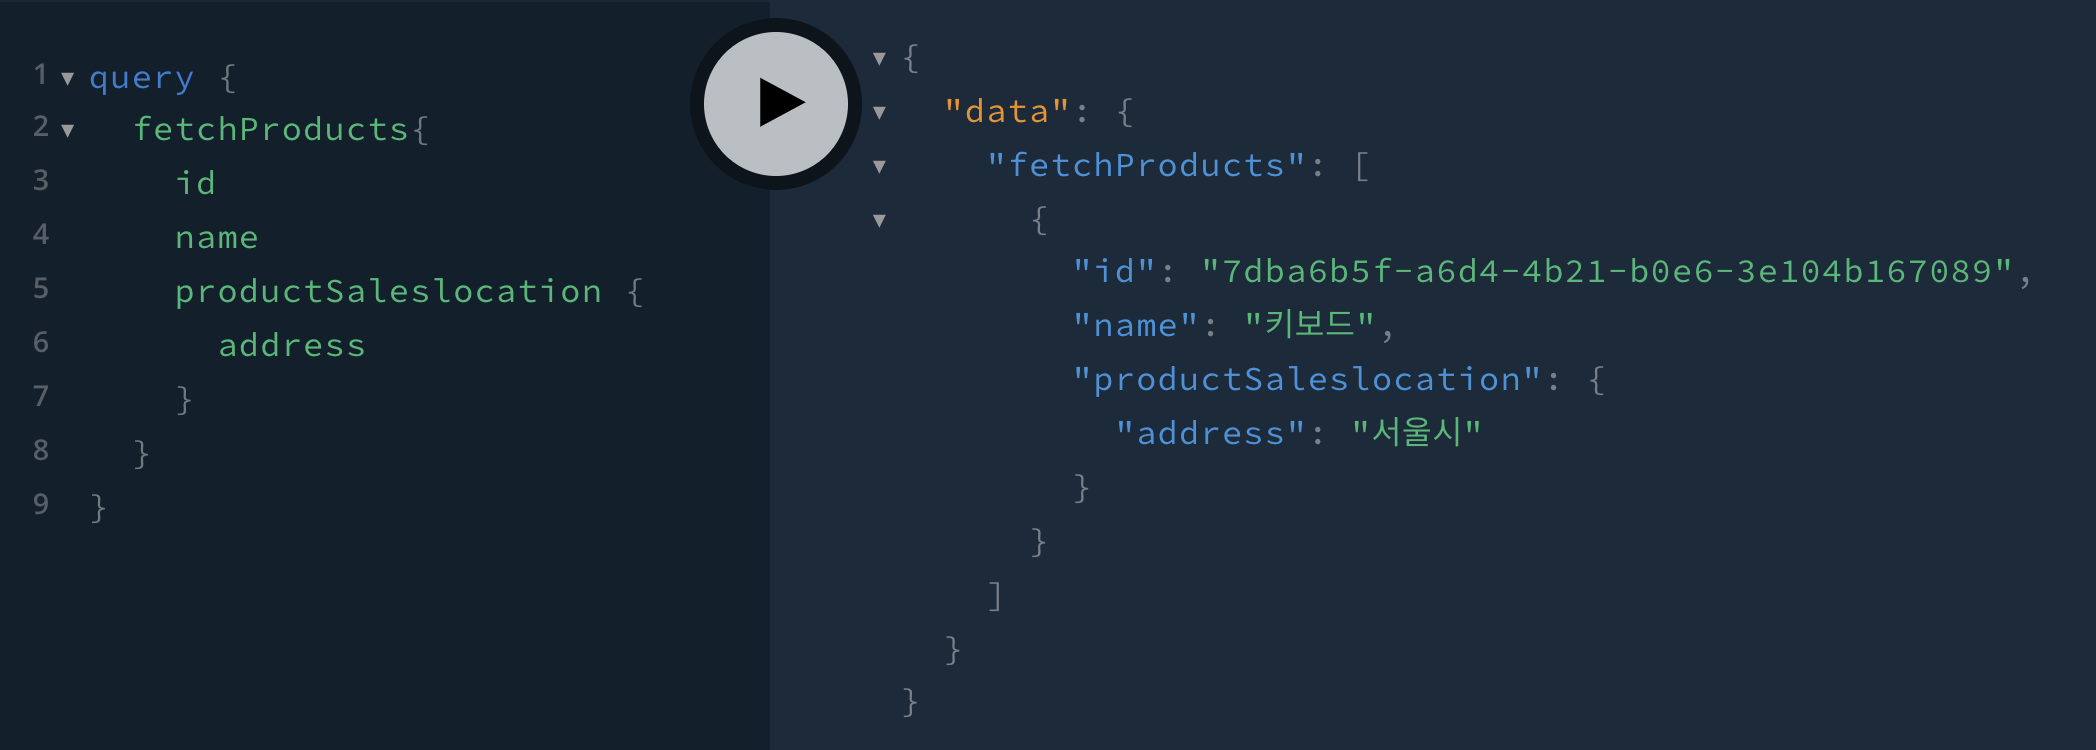 1 query {
2 fetchProducts{
3 id
4 name
5 productSaleslocation {
6 address
7 }
8 }
9 }
{
"data": {
"fetchProducts": [
{
"id": "7dba6b5f-a6d4-4b21-b0e6-3e104b167089",
"name": "키보드",
"productSaleslocation": {
"address": "서울시"
}
}
]
}
}